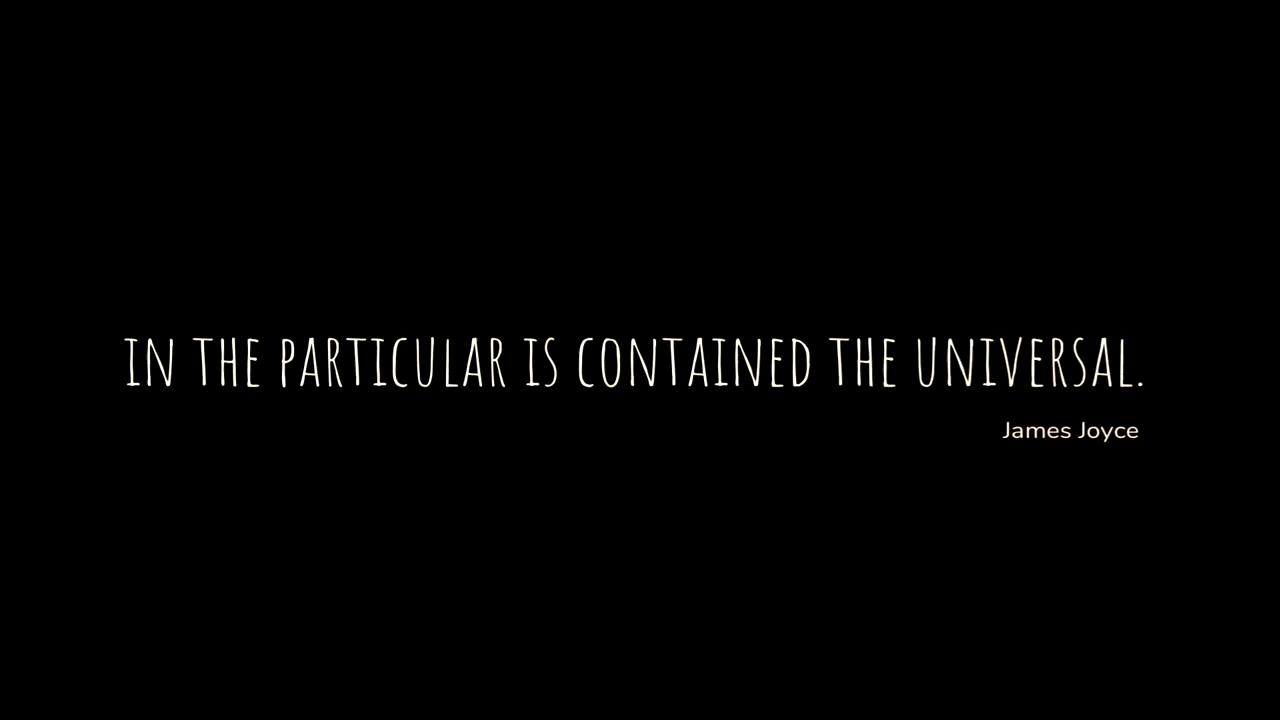 IN THE PARTICULAR IS CONTAINED THE UNIVERSAL.
James Joyce